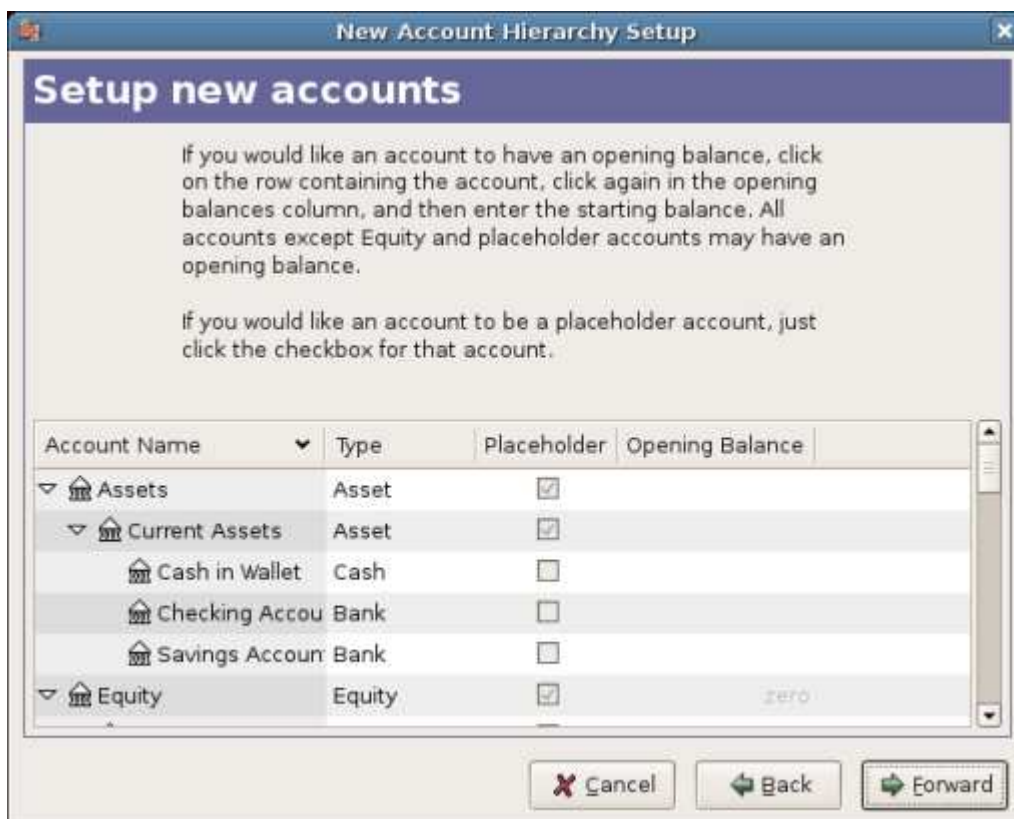 New Account Hierarchy Setup
Setup new accounts
If you would like an account to have an opening balance, click
on the row containing the account, click again in the opening
balances column, and then enter the starting balance. All
accounts except Equity and placeholder accounts may have an
opening balance.
If you would like an account to be a placeholder account, just
click the checkbox for that account.
Account Name Type Placeholder Opening Balance
Assets Asset
Current Assets Asset
Cash in Wallet Cash
Checking Accou Bank
Savings Accoun Bank
Equity Equity zero
Cancel Back Forward